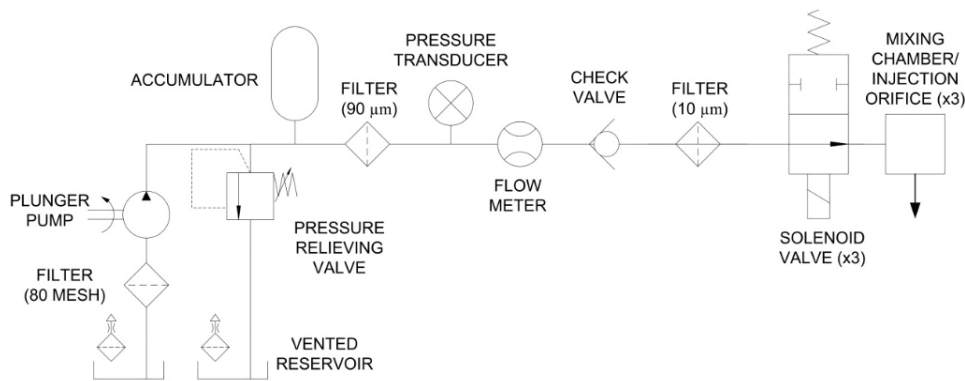 ACCUMULATOR
PRESSURE
TRANSDUCER
FILTER
(90 µm)
CHECK
VALVE
FILTER
(10 µm)
MIXING
CHAMBER/
INJECTION
ORIFICE (x3)
PLUNGER
PUMP
FLOW
METER
PRESSURE
RELIEVING
VALVE
SOLENOID
VALVE (x3)
FILTER
(80 MESH)
VENTED
RESERVOIR